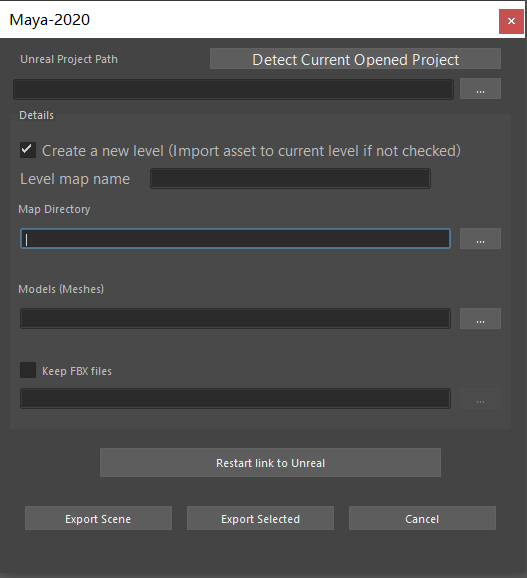 Maya-2020
Unreal Project Path
Detect Current Opened Project
...
Details
Create a new level (Import asset to current level if not checked)
Level map name
Map Directory
...
Models (Meshes)
...
Keep FBX files
...
Restart link to Unreal
Export Scene
Export Selected
Cancel